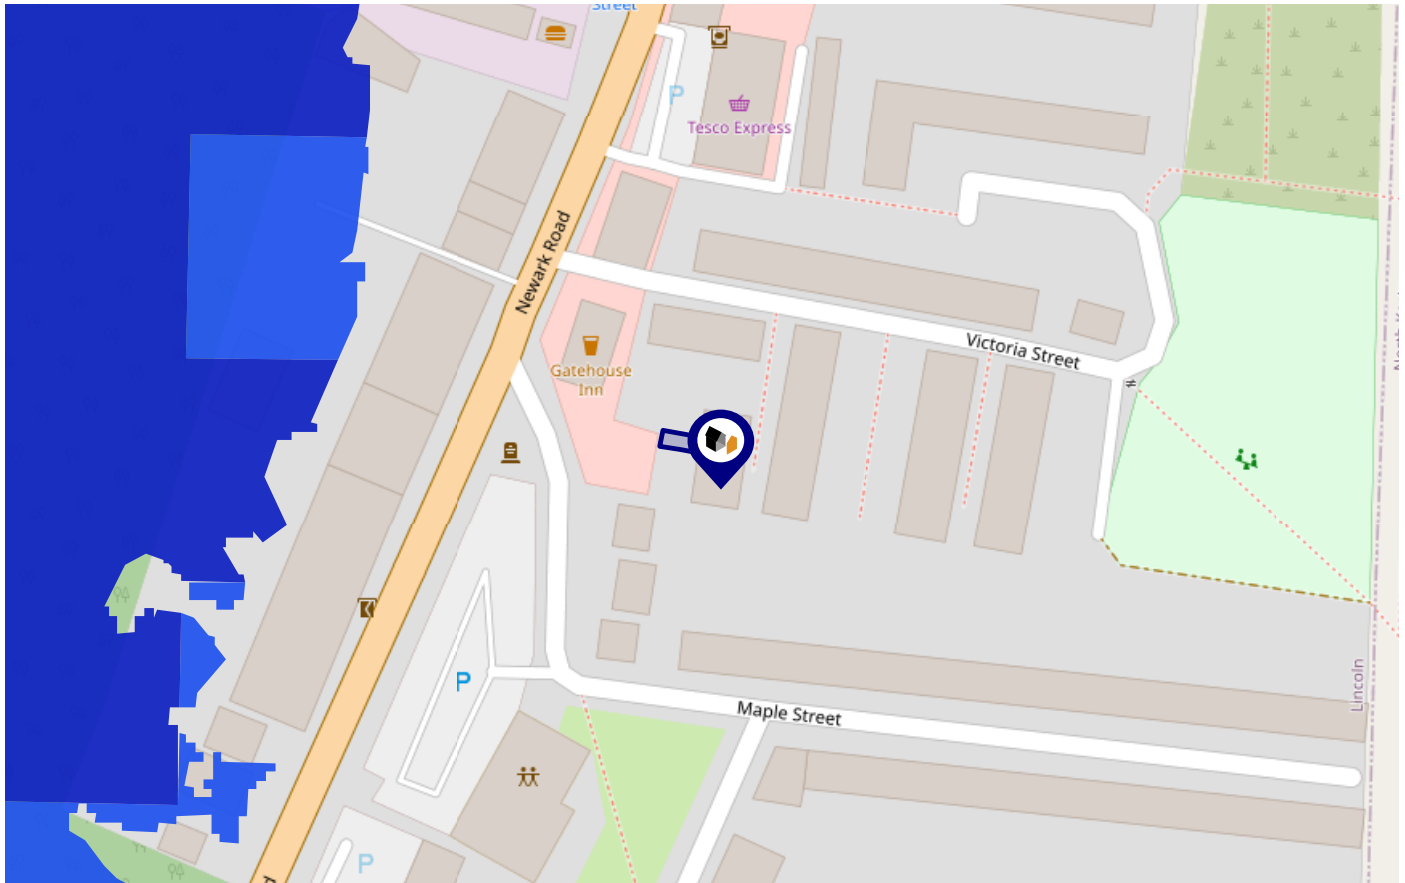 Street
P
Tesco Express
Newark Road
Victoria Street
Gatehouse
Inn
P
Maple Street
Lincoln
P